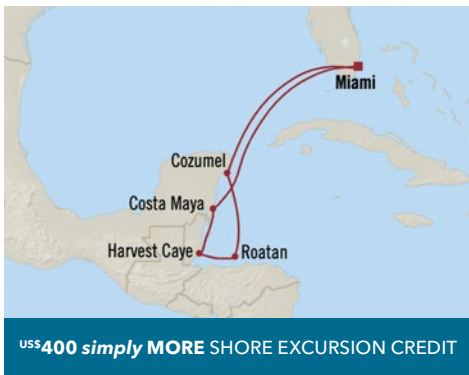 Miami
Cozumel
Costa Maya
Harvest Caye
Roatan
US$400 simply MORE SHORE EXCURSION CREDIT